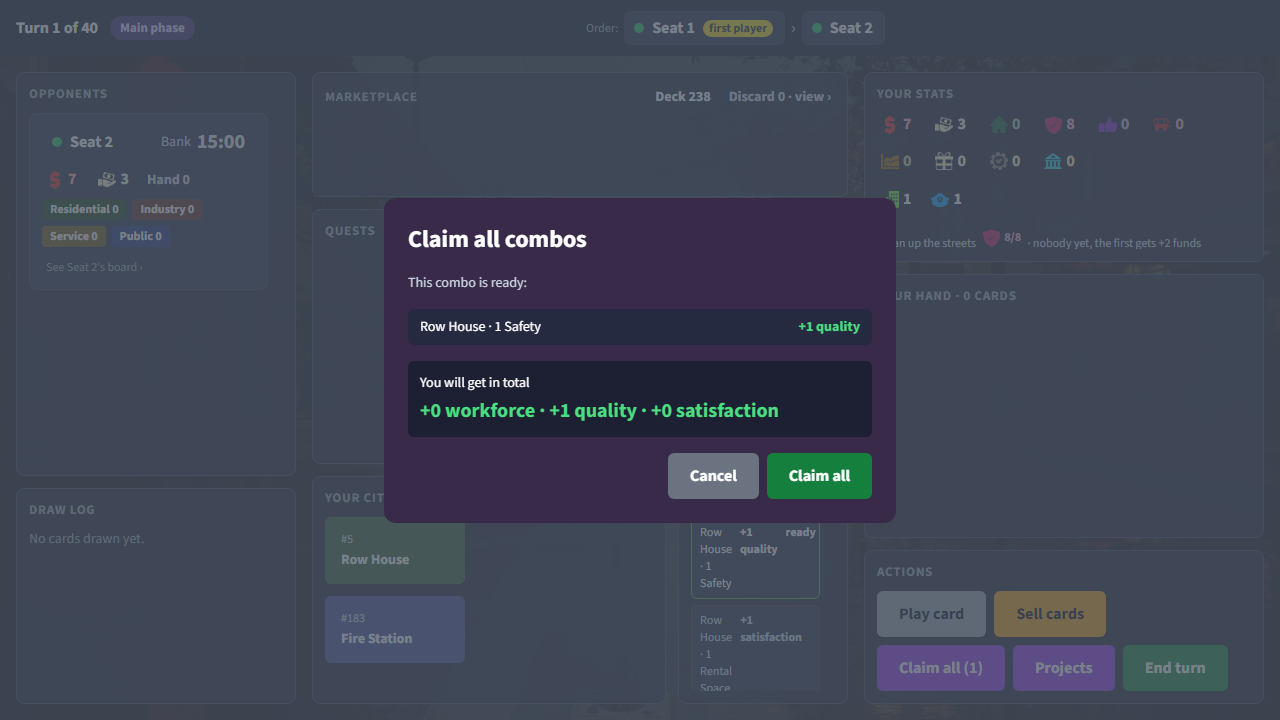 Turn 1 of 40 Main phase
Order: Seat 1 first player › Seat 2
OPPONENTS
Seat 2 Bank 15:00
7 3 Hand 0
Residential 0 Industry 0
Service 0 Public 0
See Seat 2's board ›
DRAW LOG
No cards drawn yet.
MARKETPLACE Deck 238 Discard 0 · view ›
QUESTS
Claim all combos
This combo is ready:
Row House · 1 Safety +1 quality
You will get in total
+0 workforce · +1 quality · +0 satisfaction
Cancel Claim all
YOUR CIT
#5
Row House
#183
Fire Station
Row +1 ready
House quality
· 1
Safety
Row +1
House satisfaction
· 1
Rental
Space
YOUR STATS
7 3 0 8 0 0
0 0 0 0
1 1
an up the streets 8/8 · nobody yet, the first gets +2 funds
UR HAND · 0 CARDS
ACTIONS
Play card Sell cards
Claim all (1) Projects End turn